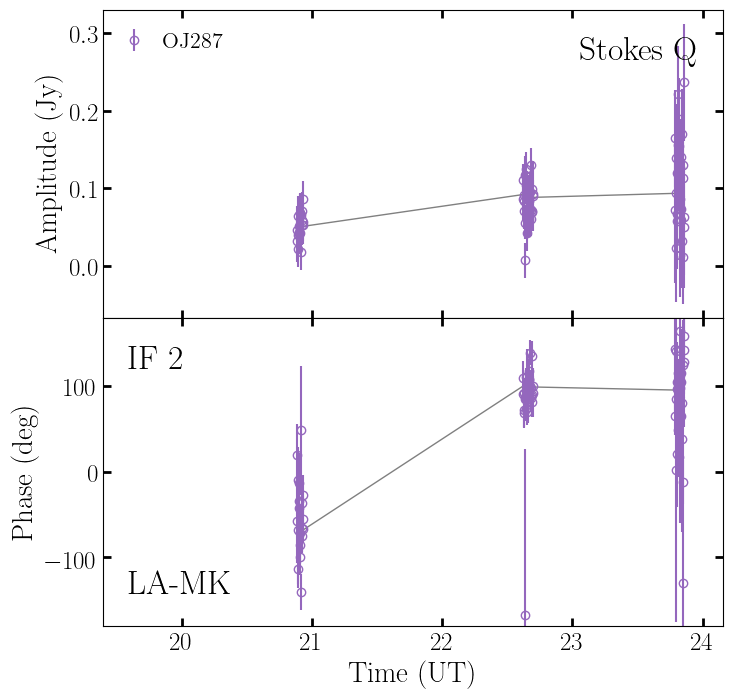 0.3
OJ287
Stokes Q
0.2
0.1
0.0
Amplitude (Jy)
IF 2
100
0
−100
Phase (deg)
LA-MK
20 21 22 23 24
Time (UT)